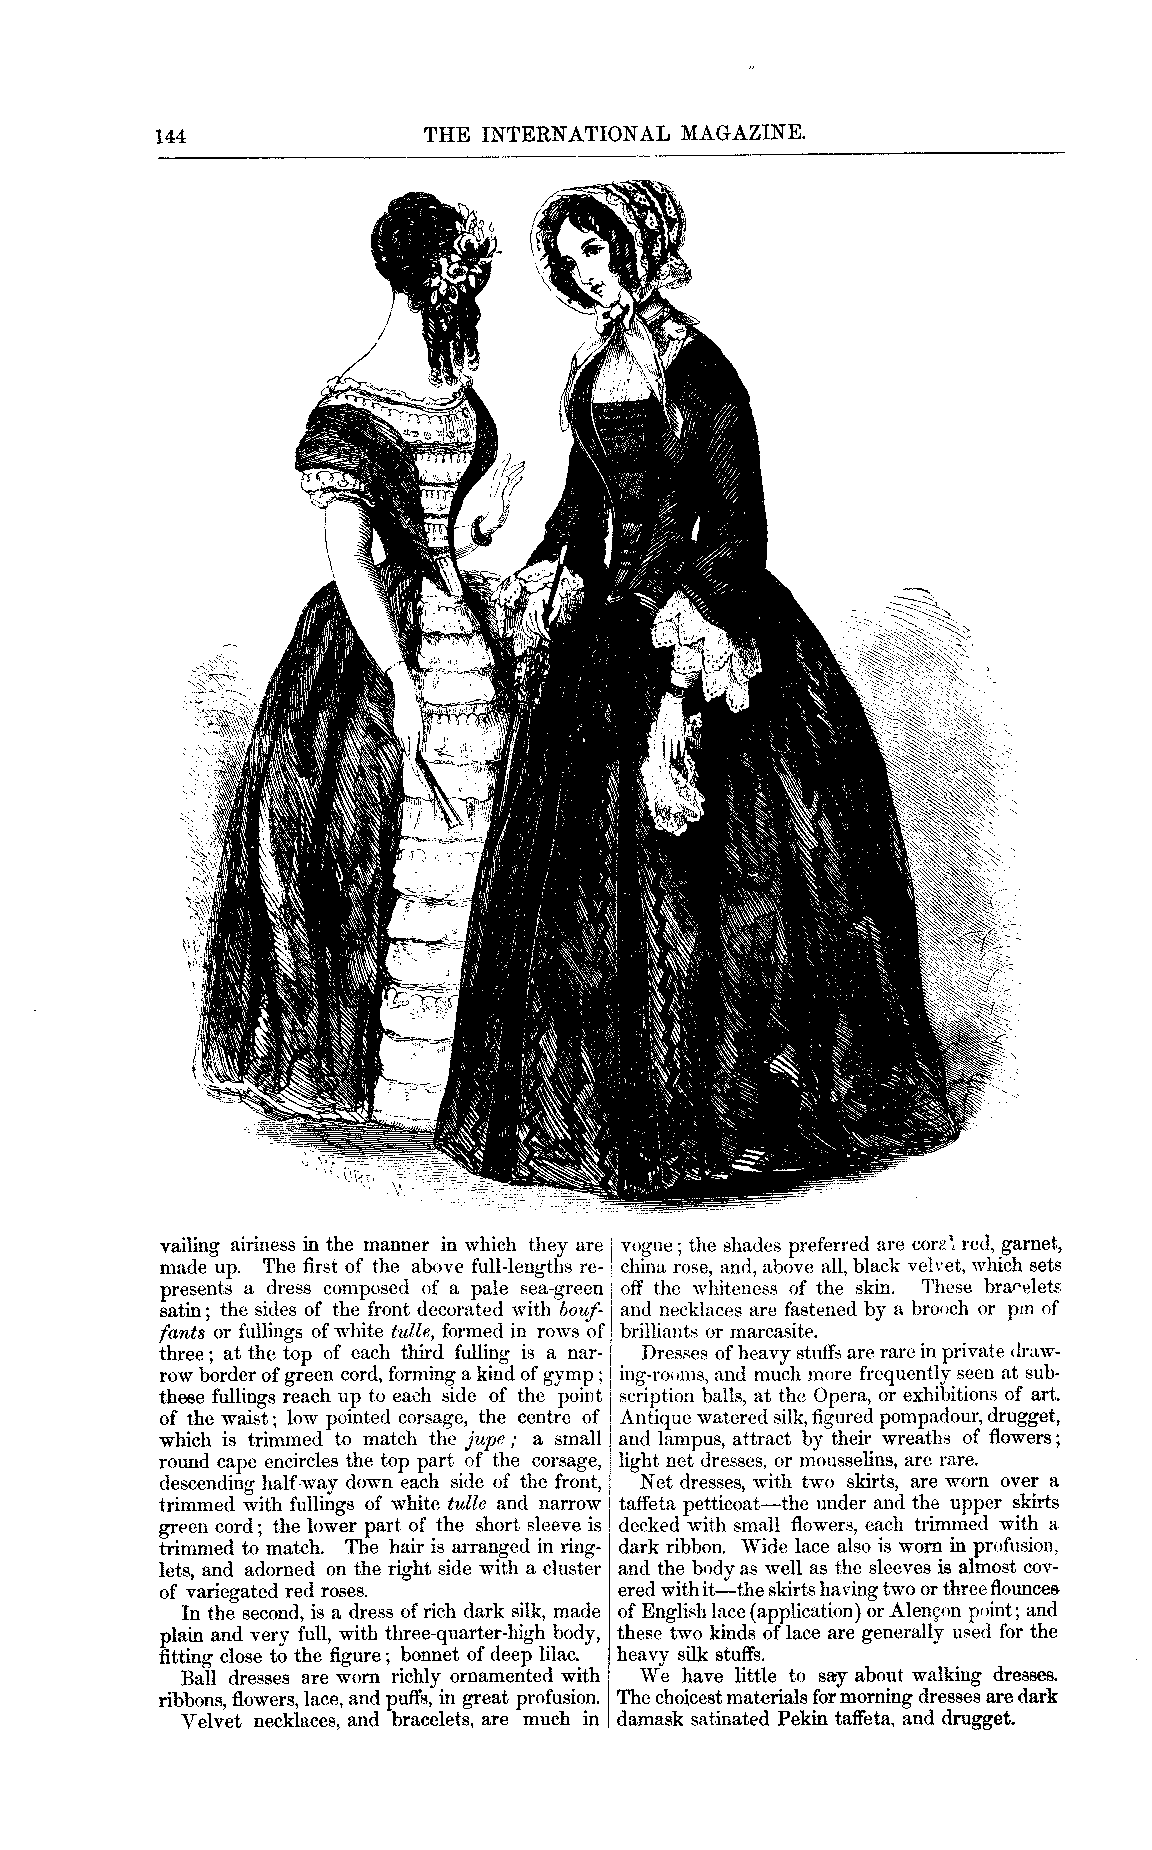 144
THE INTERNATIONAL MAGAZINE.
vailing airiness in the manner in which they are
made up. The first of the above full-lengths re-
presents a dress composed of a pale sea-green
satin; the sides of the front decorated with bouf-
fants or fullings of white tulle, formed in rows of
three; at the top of each third fulling is a nar-
row border of green cord, forming a kind of gymp;
these fullings reach up to each side of the point
of the waist; low pointed corsage, the centre of
which is trimmed to match the jupe; a small
round cape encircles the top part of the corsage,
descending half-way down each side of the front,
trimmed with fullings of white tulle and narrow
green cord; the lower part of the short sleeve is
trimmed to match. The hair is arranged in ring-
lets, and adorned on the right side with a cluster
of variegated red roses.
In the second, is a dress of rich dark silk, made
plain and very full, with three-quarter-high body,
fitting close to the figure; bonnet of deep lilac.
Ball dresses are worn richly ornamented with
ribbons, flowers, lace, and puffs, in great profusion.
Velvet necklaces, and bracelets, are much in
vogue; the shades preferred are coral red, garnet,
china rose, and, above all, black velvet, which sets
off the whiteness of the skin. These bracelets
and necklaces are fastened by a brooch or pin of
brilliants or marcasite.
Dresses of heavy stuffs are rare in private draw-
ing-rooms, and much more frequently seen at sub-
scription balls, at the Opera, or exhibitions of art.
Antique watered silk, figured pompadour, drugget,
and lampus, attract by their wreaths of flowers;
light net dresses, or mousselins, are rare.
Net dresses, with two skirts, are worn over a
taffeta petticoat—the under and the upper skirts
decked with small flowers, each trimmed with a
dark ribbon. Wide lace also is worn in profusion,
and the body as well as the sleeves is almost cov-
ered with it—the skirts having two or three flounces
of English lace (application) or Alençon point; and
these two kinds of lace are generally used for the
heavy silk stuffs.
We have little to say about walking dresses.
The choicest materials for morning dresses are dark
damask satinated Pekin taffeta, and drugget.